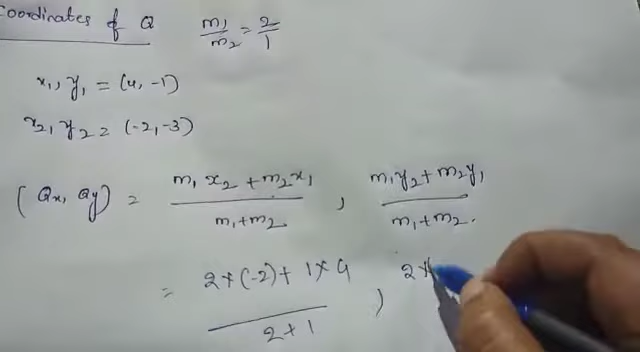 Coordinates of Q m₁/m₂ = 2/1
x₁, y₁ = (4, -1)
x₂, y₂ = (-2, -3)
(Qx, Qy) = (m₁x₂ + m₂x₁)/(m₁+m₂) , (m₁y₂ + m₂y₁)/(m₁+m₂).
= (2×(-2) + 1×4)/(2+1) , 2×